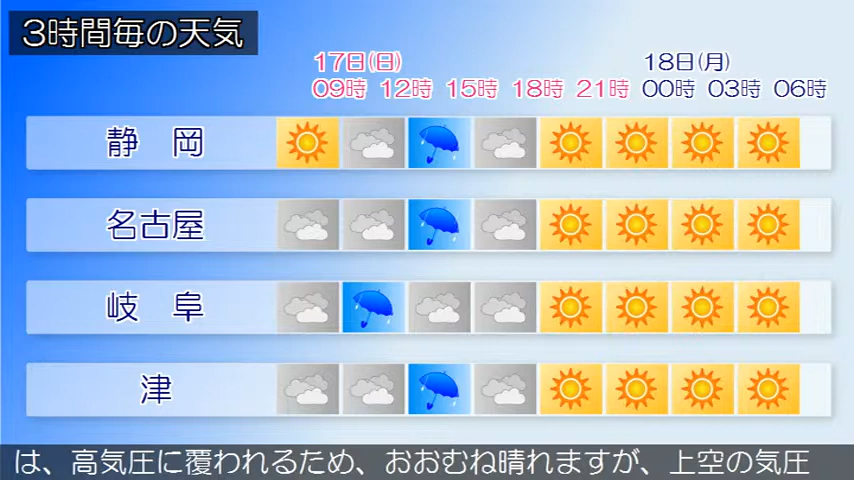 3時間毎の天気
17日(日) 18日(月)
09時 12時 15時 18時 21時 00時 03時 06時
静 岡
名古屋
岐 阜
津
は、高気圧に覆われるため、おおむね晴れますが、上空の気圧